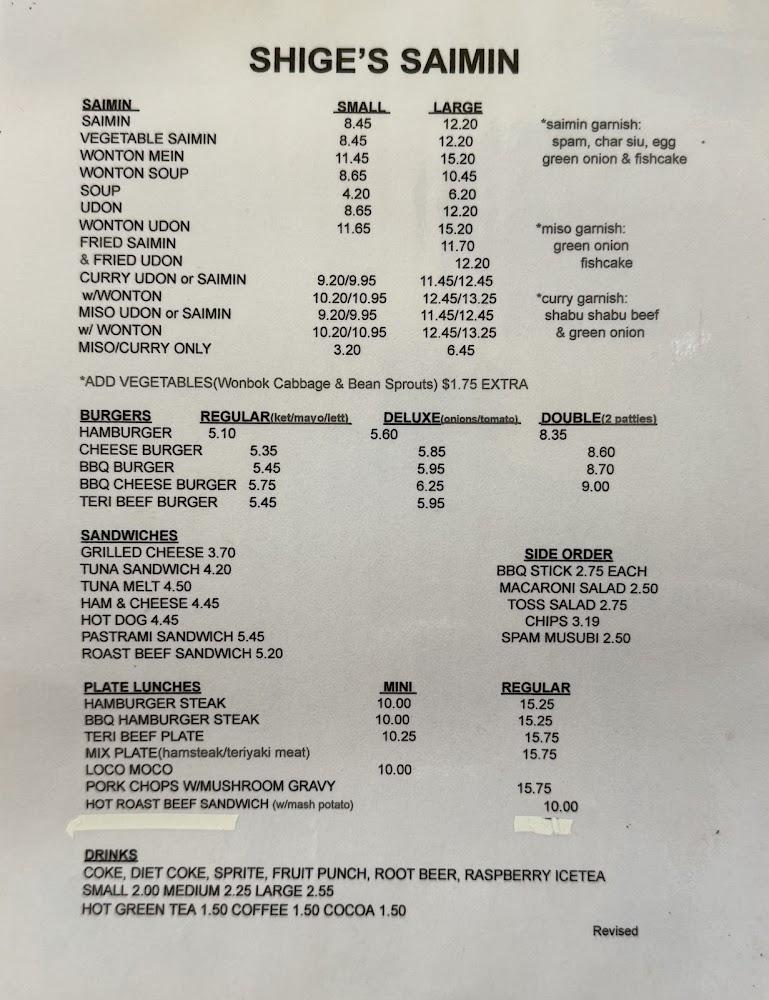 SHIGE'S SAIMIN
SAIMIN SMALL LARGE
SAIMIN 8.45 12.20 *saimin garnish:
VEGETABLE SAIMIN 8.45 12.20 spam, char siu, egg
WONTON MEIN 11.45 15.20 green onion & fishcake
WONTON SOUP 8.65 10.45
SOUP 4.20 6.20
UDON 8.65 12.20
WONTON UDON 11.65 15.20 *miso garnish:
FRIED SAIMIN 11.70 green onion
& FRIED UDON 12.20 fishcake
CURRY UDON or SAIMIN 9.20/9.95 11.45/12.45
w/WONTON 10.20/10.95 12.45/13.25 *curry garnish:
MISO UDON or SAIMIN 9.20/9.95 11.45/12.45 shabu shabu beef
w/ WONTON 10.20/10.95 12.45/13.25 & green onion
MISO/CURRY ONLY 3.20 6.45
*ADD VEGETABLES(Wonbok Cabbage & Bean Sprouts) $1.75 EXTRA
BURGERS REGULAR(ket/mayo/lett) DELUXE(onions/tomato) DOUBLE(2 patties)
HAMBURGER 5.10 5.60 8.35
CHEESE BURGER 5.35 5.85 8.60
BBQ BURGER 5.45 5.95 8.70
BBQ CHEESE BURGER 5.75 6.25 9.00
TERI BEEF BURGER 5.45 5.95
SANDWICHES
GRILLED CHEESE 3.70 SIDE ORDER
TUNA SANDWICH 4.20 BBQ STICK 2.75 EACH
TUNA MELT 4.50 MACARONI SALAD 2.50
HAM & CHEESE 4.45 TOSS SALAD 2.75
HOT DOG 4.45 CHIPS 3.19
PASTRAMI SANDWICH 5.45 SPAM MUSUBI 2.50
ROAST BEEF SANDWICH 5.20
PLATE LUNCHES MINI REGULAR
HAMBURGER STEAK 10.00 15.25
BBQ HAMBURGER STEAK 10.00 15.25
TERI BEEF PLATE 10.25 15.75
MIX PLATE(hamsteak/teriyaki meat) 15.75
LOCO MOCO 10.00
PORK CHOPS W/MUSHROOM GRAVY 15.75
HOT ROAST BEEF SANDWICH (w/mash potato) 10.00
DRINKS
COKE, DIET COKE, SPRITE, FRUIT PUNCH, ROOT BEER, RASPBERRY ICETEA
SMALL 2.00 MEDIUM 2.25 LARGE 2.55
HOT GREEN TEA 1.50 COFFEE 1.50 COCOA 1.50
Revised